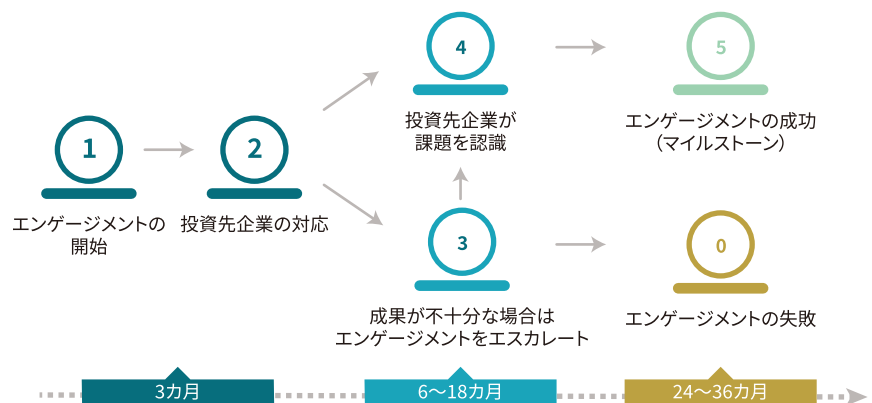 1
エンゲージメントの
開始
2
投資先企業の対応
4
投資先企業が
課題を認識
3
成果が不十分な場合は
エンゲージメントをエスカレート
5
エンゲージメントの成功
（マイルストーン）
0
エンゲージメントの失敗
3カ月
6〜18カ月
24〜36カ月